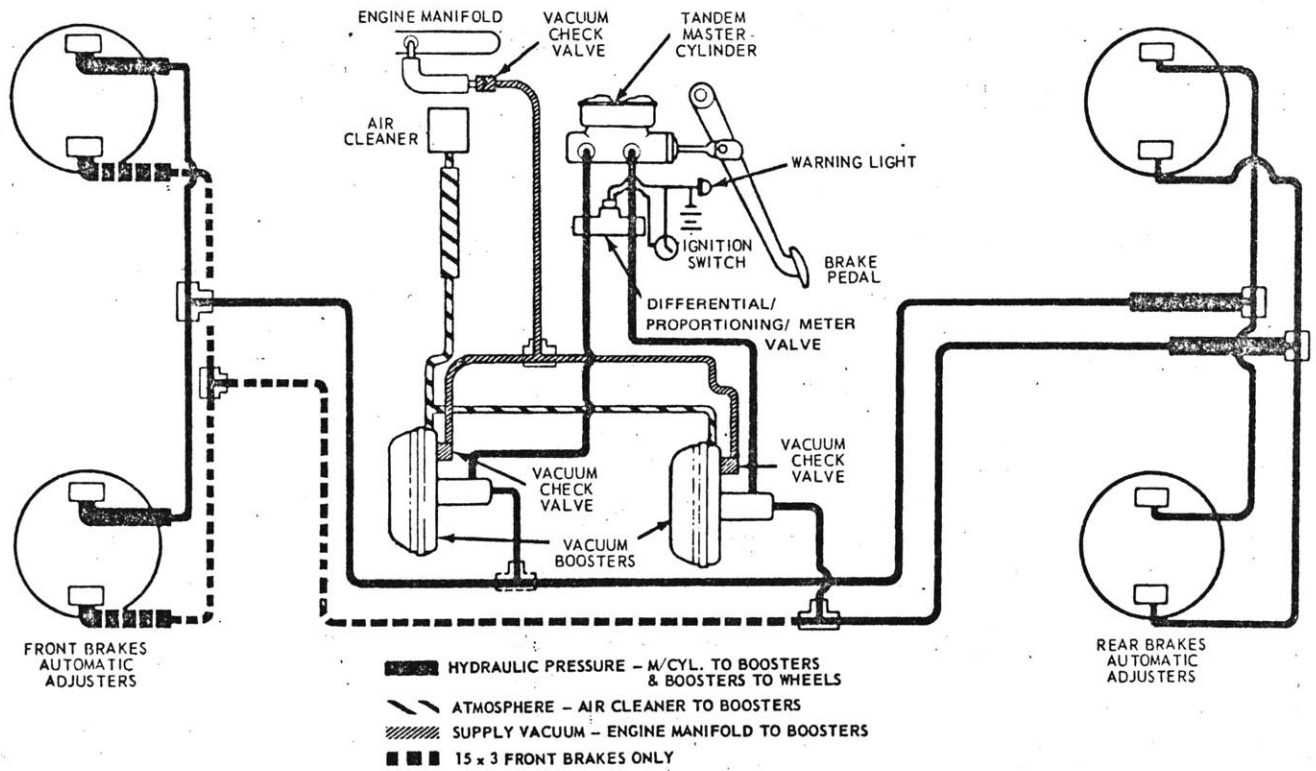 ENGINE MANIFOLD
VACUUM
CHECK
VALVE
TANDEM
MASTER-
CYLINDER
AIR
CLEANER
WARNING LIGHT
IGNITION
SWITCH
BRAKE
PEDAL
DIFFERENTIAL/
PROPORTIONING/ METER
VALVE
VACUUM
CHECK
VALVE
VACUUM
CHECK
VALVE
VACUUM
BOOSTERS
FRONT BRAKES
AUTOMATIC
ADJUSTERS
REAR BRAKES
AUTOMATIC
ADJUSTERS
HYDRAULIC PRESSURE – M/CYL. TO BOOSTERS
& BOOSTERS TO WHEELS
ATMOSPHERE – AIR CLEANER TO BOOSTERS
SUPPLY VACUUM – ENGINE MANIFOLD TO BOOSTERS
15 x 3 FRONT BRAKES ONLY